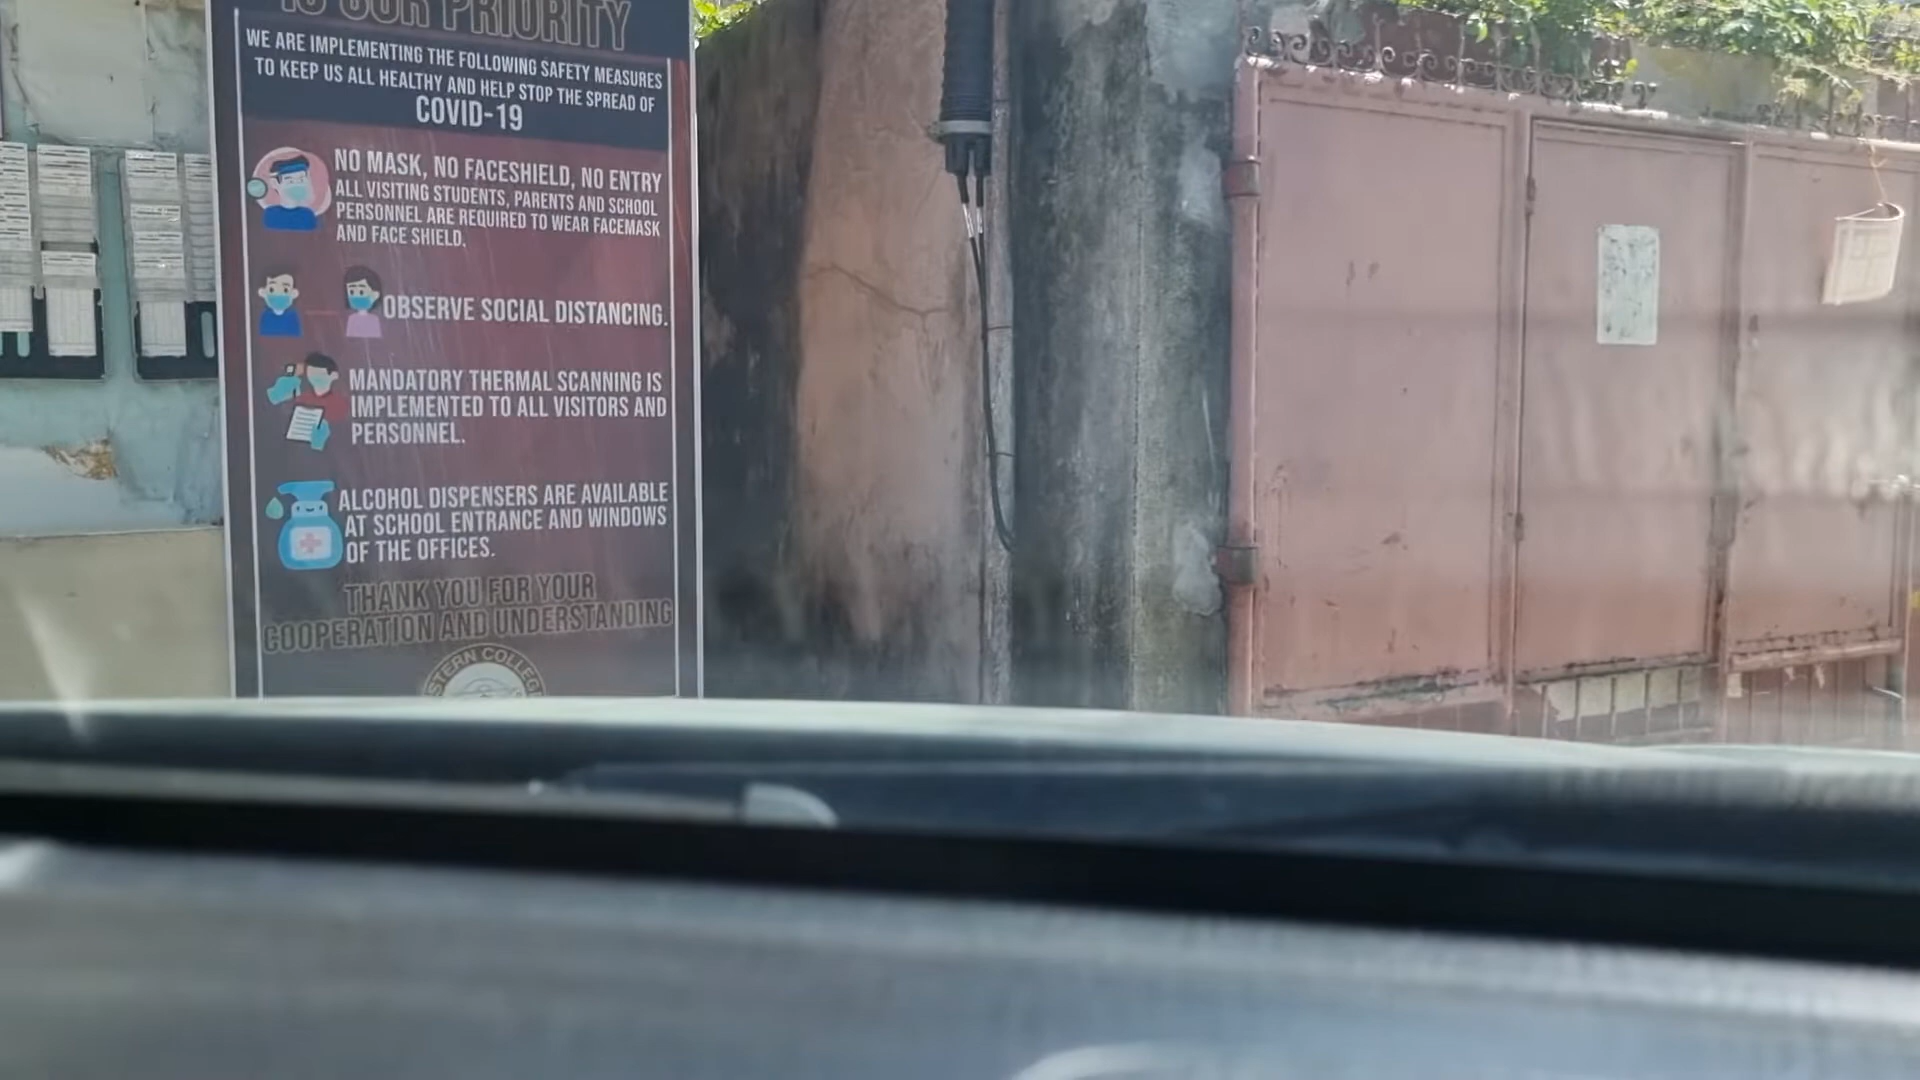 IS OUR PRIORITY
WE ARE IMPLEMENTING THE FOLLOWING SAFETY MEASURES
TO KEEP US ALL HEALTHY AND HELP STOP THE SPREAD OF
COVID-19
NO MASK, NO FACESHIELD, NO ENTRY
ALL VISITING STUDENTS, PARENTS AND SCHOOL
PERSONNEL ARE REQUIRED TO WEAR FACEMASK
AND FACE SHIELD.
OBSERVE SOCIAL DISTANCING.
MANDATORY THERMAL SCANNING IS
IMPLEMENTED TO ALL VISITORS AND
PERSONNEL.
ALCOHOL DISPENSERS ARE AVAILABLE
AT SCHOOL ENTRANCE AND WINDOWS
OF THE OFFICES.
THANK YOU FOR YOUR
COOPERATION AND UNDERSTANDING
STERN COLLEGE